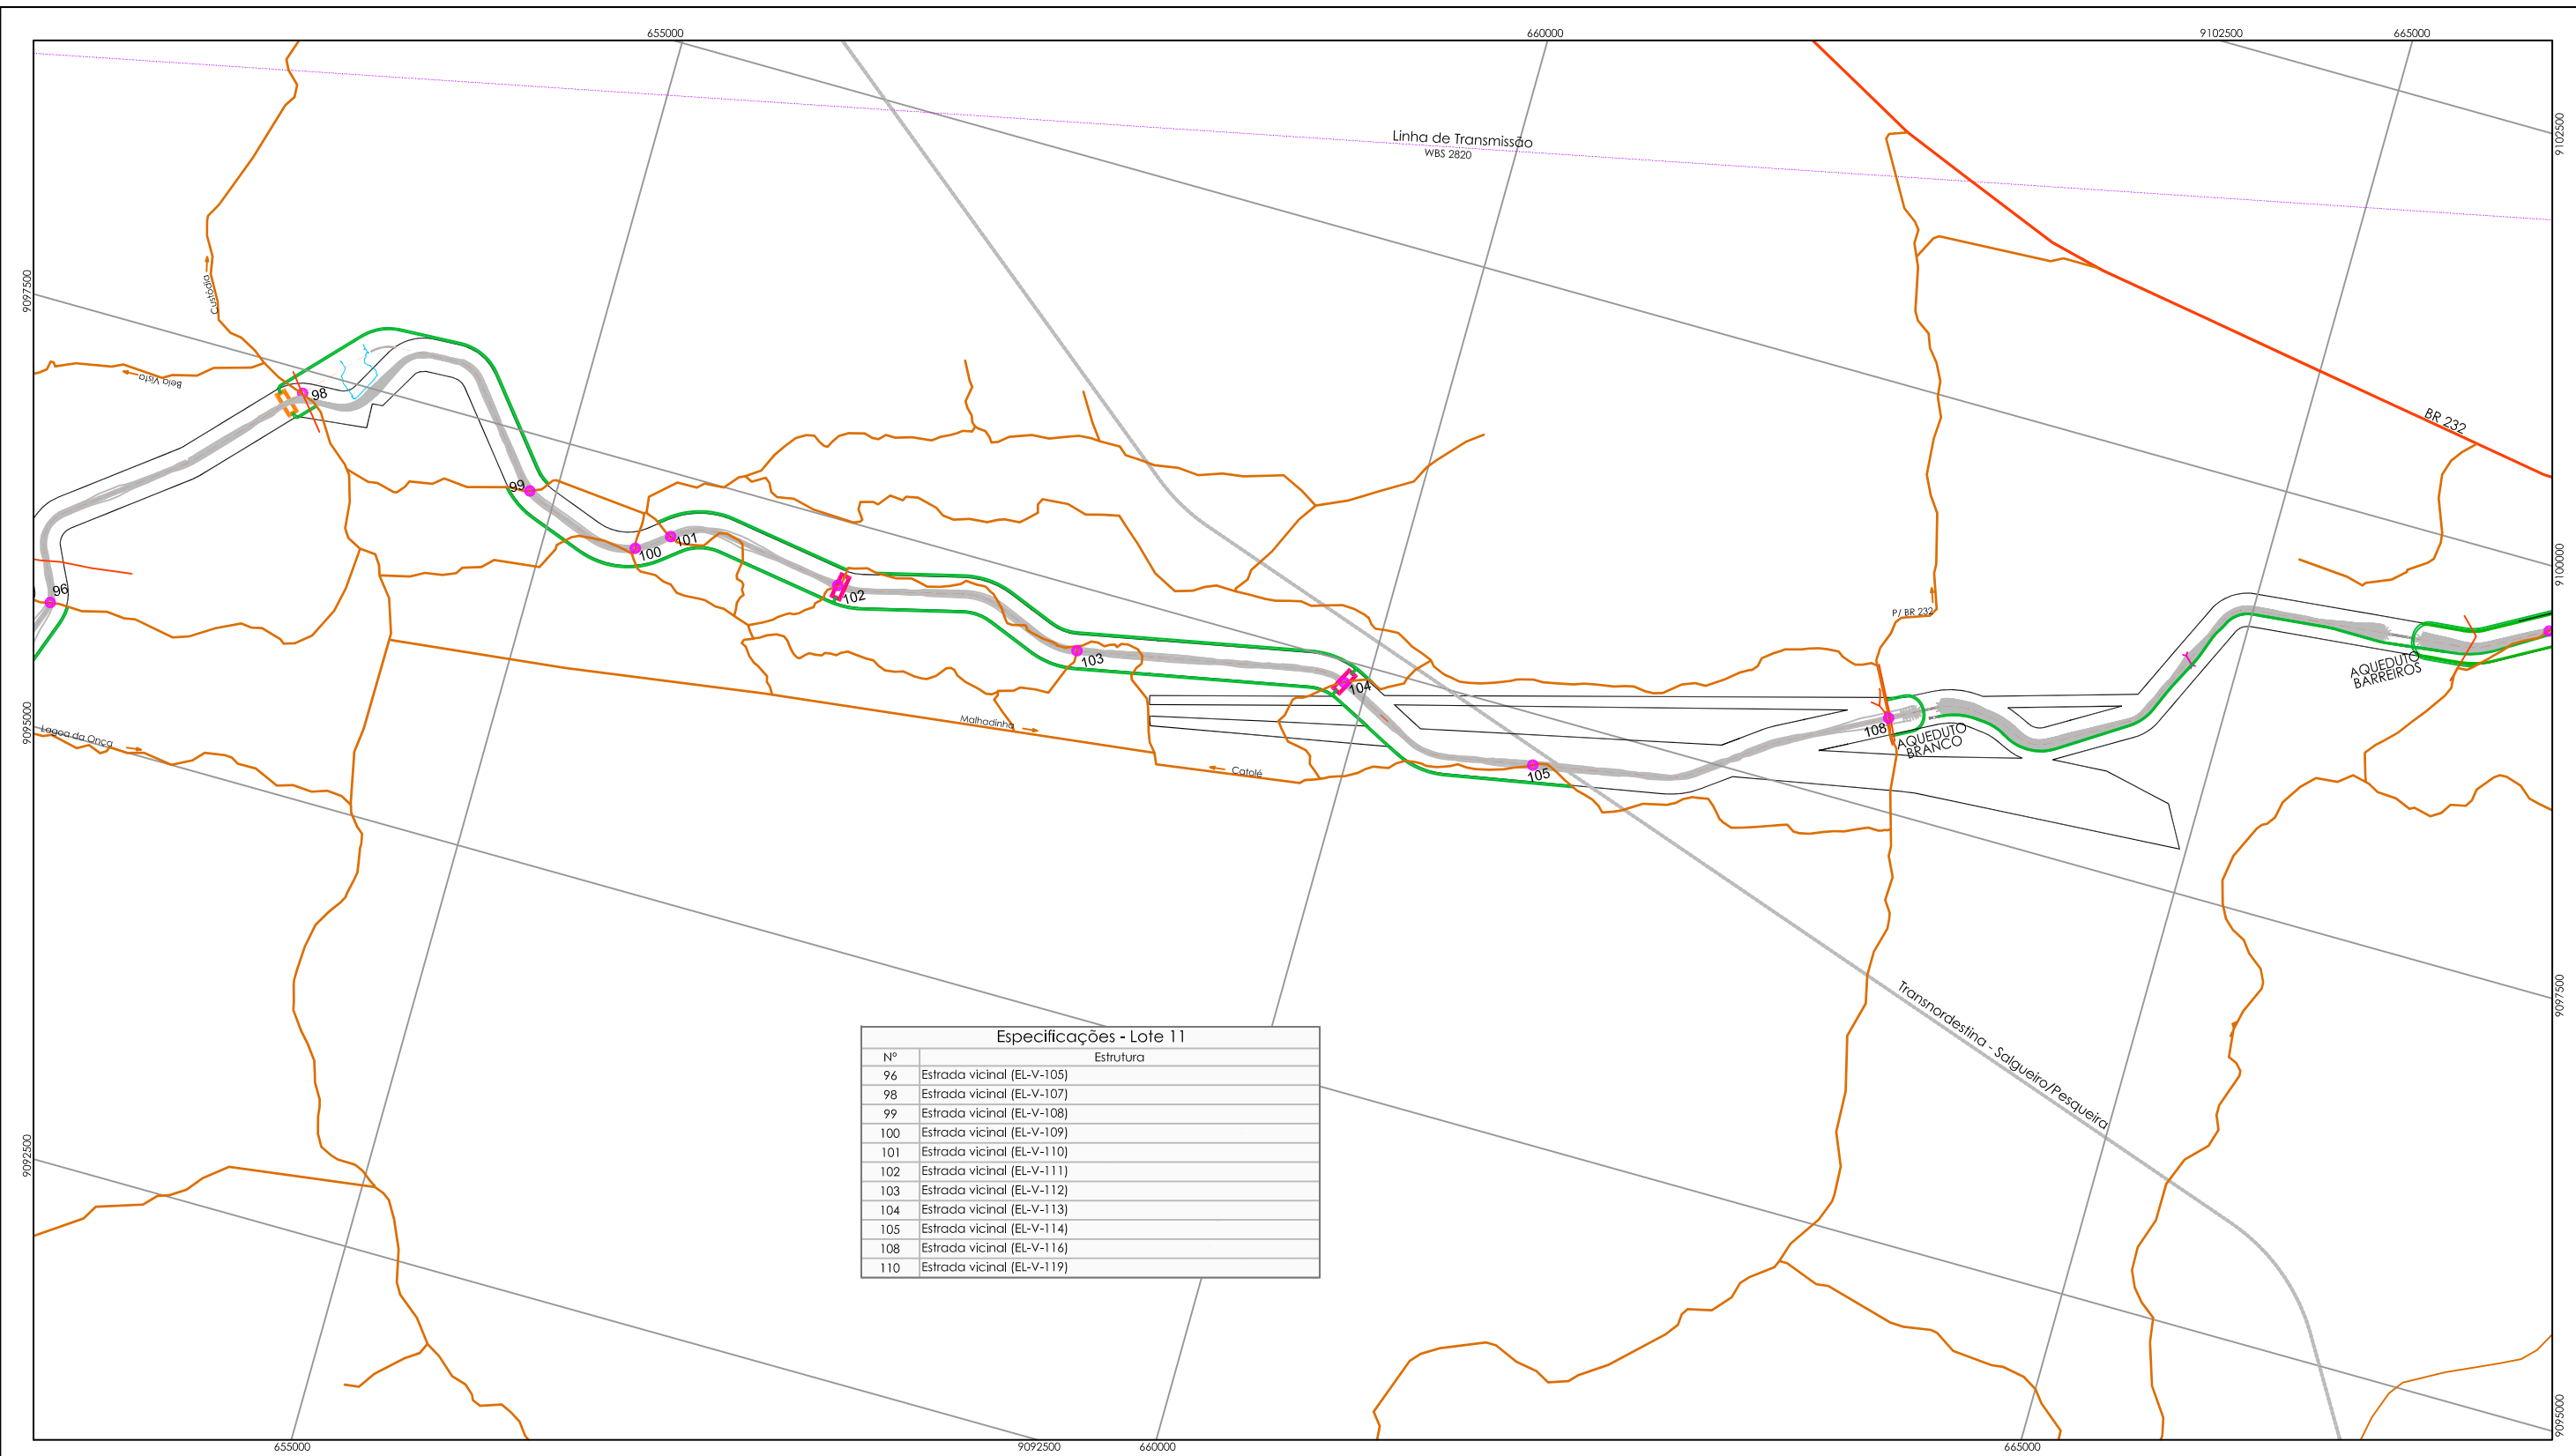 655000
660000
9102500
665000
9102500
Linha de Transmissão
WBS 2820
9097500
Custódia
Bela Vista
BR 232
98
99
100
101
102
96
9100000
P/ BR 232
103
104
AQUEDUTO
BARREIROS
9095000
Lagoa da Onça
Malhadinha
Catolé
105
108
AQUEDUTO
BRANCO
9097500
Transnordestina - Salgueiro/Pesqueira
Especificações - Lote 11
Nº Estrutura
96 Estrada vicinal (EL-V-105)
98 Estrada vicinal (EL-V-107)
99 Estrada vicinal (EL-V-108)
100 Estrada vicinal (EL-V-109)
101 Estrada vicinal (EL-V-110)
102 Estrada vicinal (EL-V-111)
103 Estrada vicinal (EL-V-112)
104 Estrada vicinal (EL-V-113)
105 Estrada vicinal (EL-V-114)
108 Estrada vicinal (EL-V-116)
110 Estrada vicinal (EL-V-119)
9092500
9095000
655000
9092500
660000
665000